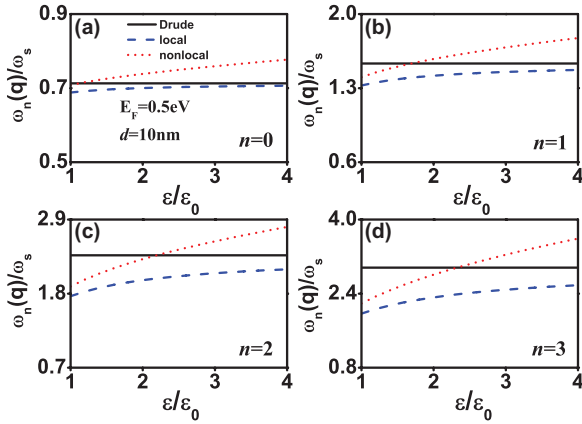 (a)
Drude
local
nonlocal
E_F=0.5eV
d=10nm
n=0
0.9
0.7
0.5
1 2 3 4
ω_n(q)/ω_s
ε/ε_0
(b)
n=1
2.0
1.3
0.6
1 2 3 4
ω_n(q)/ω_s
ε/ε_0
(c)
n=2
2.9
1.8
0.7
1 2 3 4
ω_n(q)/ω_s
ε/ε_0
(d)
n=3
4.0
2.4
0.8
1 2 3 4
ω_n(q)/ω_s
ε/ε_0